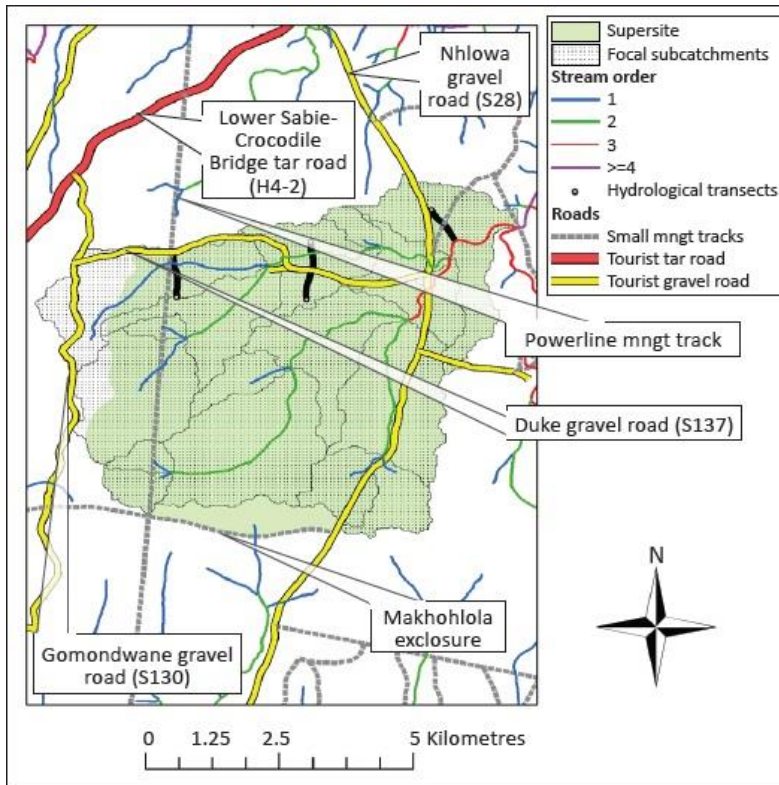 Nhlowa
gravel
road (S28)
Lower Sabie-
Crocodile
Bridge tar road
(H4-2)
Supersite
Focal subcatchments
Stream order
1
2
3
>=4
Hydrological transects
Roads
Small mngt tracks
Tourist tar road
Tourist gravel road
Powerline mngt track
Duke gravel road (S137)
Makhohlola
exclosure
Gomondwane gravel
road (S130)
N
0 1.25 2.5 5 Kilometres